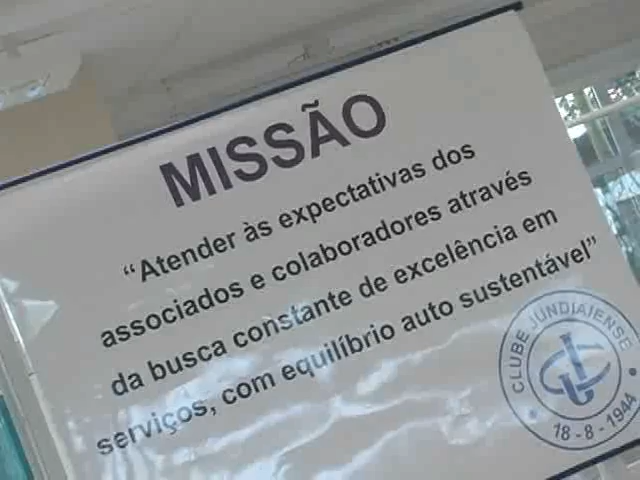 MISSÃO
“Atender às expectativas dos
associados e colaboradores através
da busca constante de excelência em
serviços, com equilíbrio auto sustentável”
CLUBE JUNDIAIENSE
18-8-1944